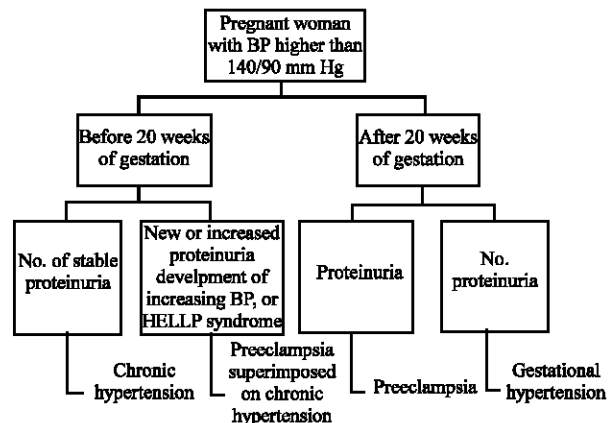 Pregnant woman
with BP higher than
140/90 mm Hg
Before 20 weeks
of gestation
After 20 weeks
of gestation
No. of stable
proteinuria
New or increased
proteinuria
develpment of
increasing BP, or
HELLP syndrome
Proteinuria
No.
proteinuria
Chronic
hypertension
Preeclampsia
superimposed
on chronic
hypertension
Preeclampsia
Gestational
hypertension